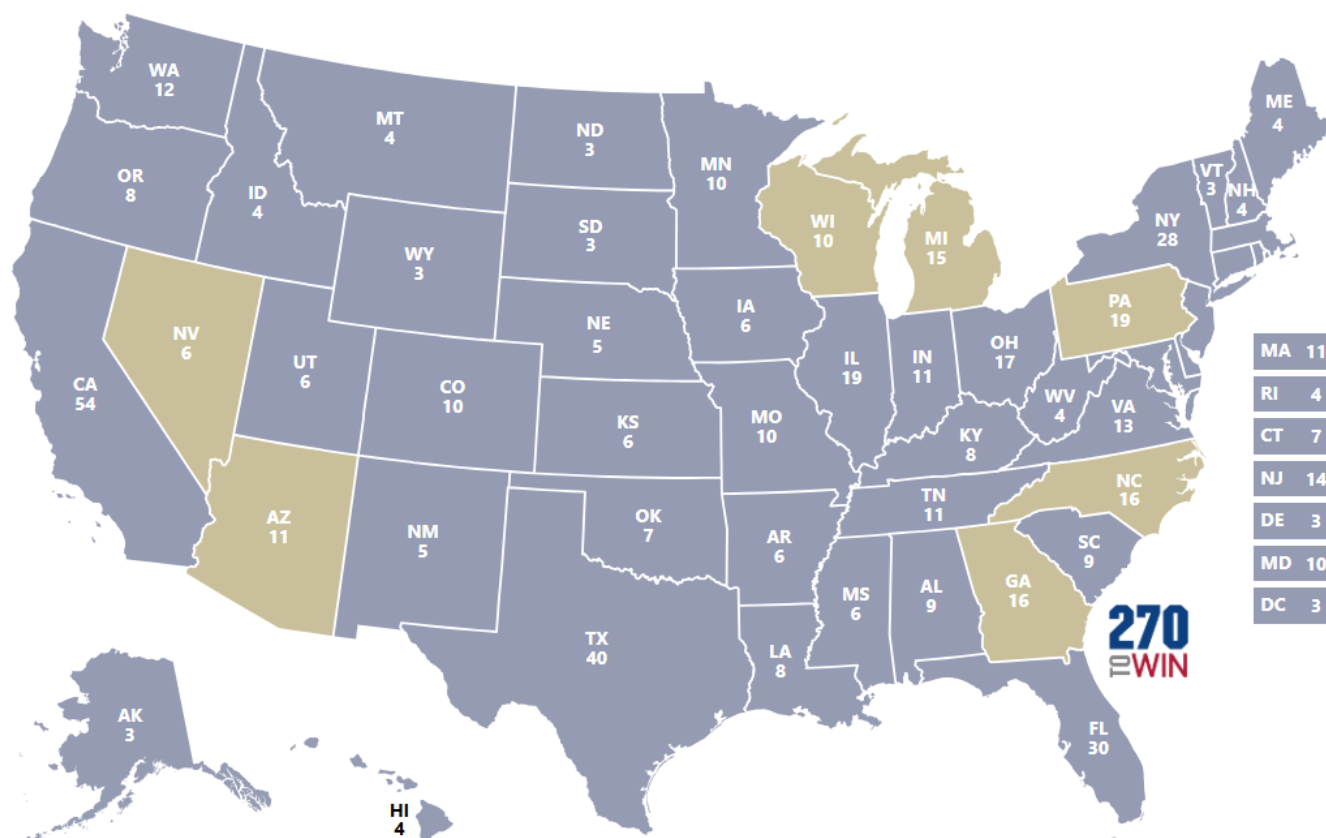 WA
12
MT
4
ND
3
MN
10
ME
4
OR
8
ID
4
SD
3
WI
10
MI
15
NY
28
VT
3
NH
4
WY
3
NV
6
UT
6
CA
54
CO
10
NE
5
IA
6
IL
19
IN
11
OH
17
PA
19
KS
6
MO
10
KY
8
WV
4
VA
13
AZ
11
NM
5
OK
7
AR
6
TN
11
NC
16
SC
9
MS
6
AL
9
GA
16
TX
40
LA
8
FL
30
AK
3
HI
4
MA 11
RI 4
CT 7
NJ 14
DE 3
MD 10
DC 3
270
TO WIN